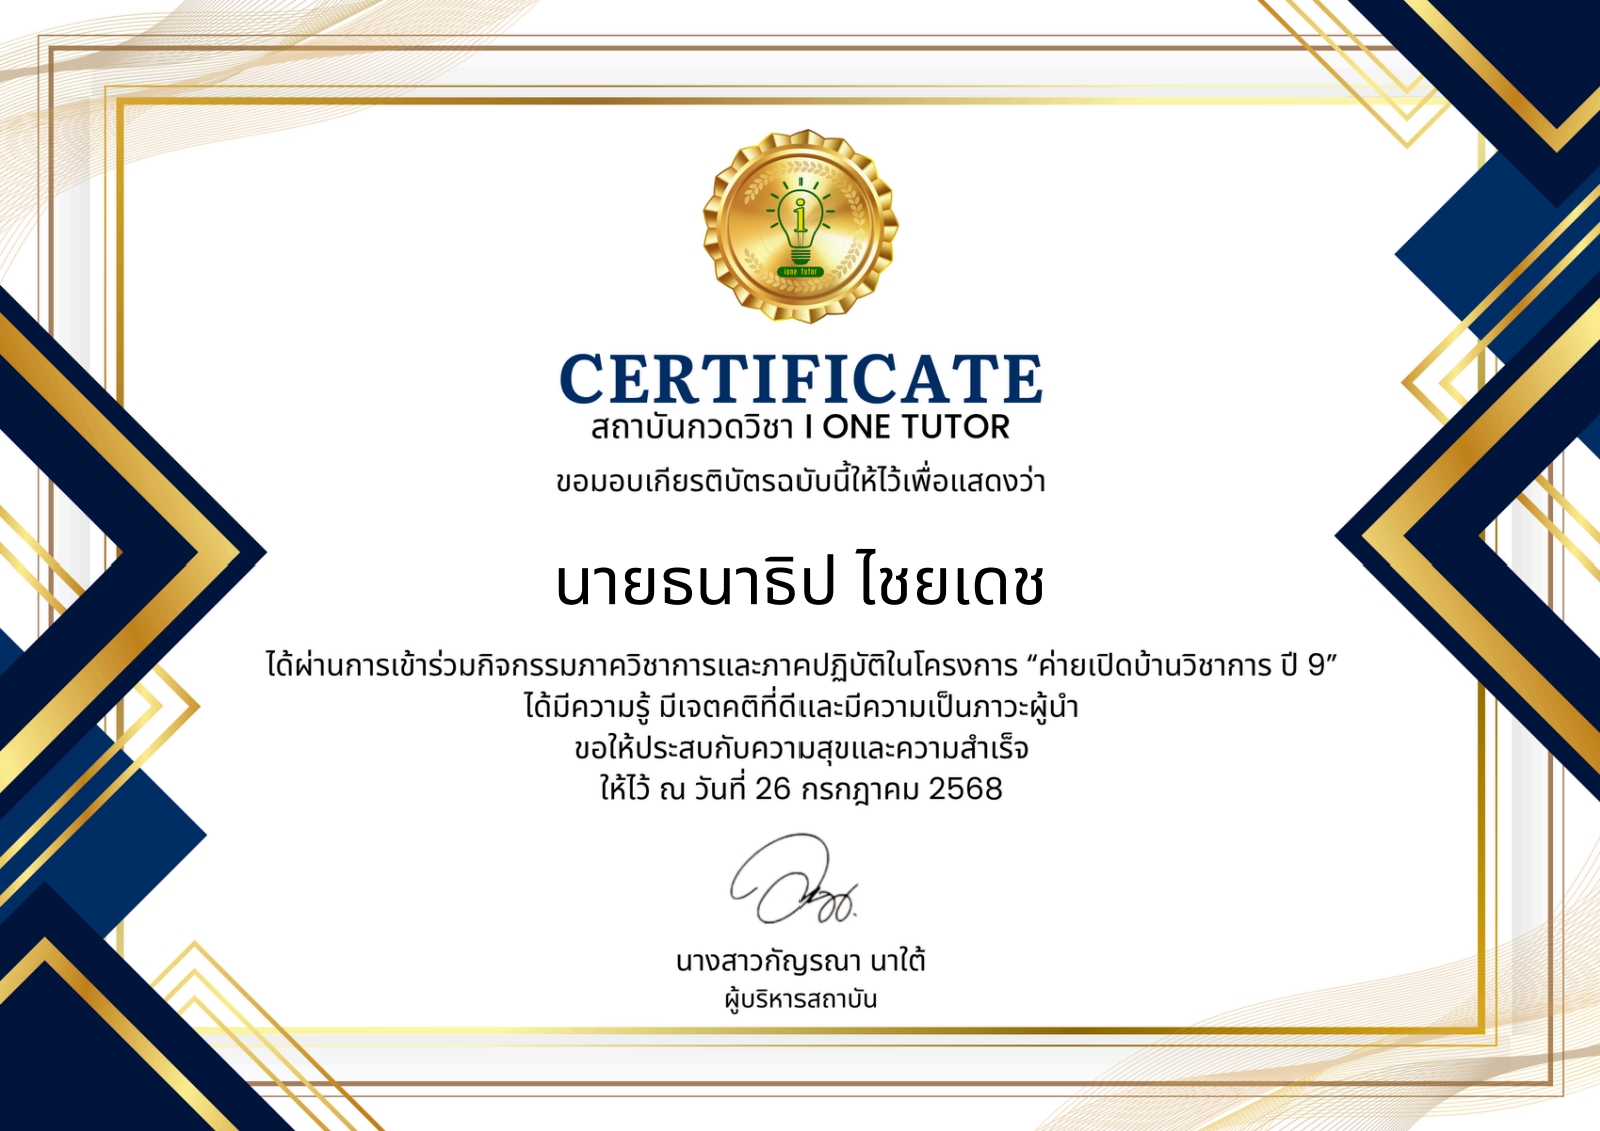 i
ione tutor
CERTIFICATE
สถาบันกวดวิชา I ONE TUTOR
ขอมอบเกียรติบัตรฉบับนี้ให้ไว้เพื่อแสดงว่า
นายธนาธิป ไชยเดช
ได้ผ่านการเข้าร่วมกิจกรรมภาควิชาการและภาคปฏิบัติในโครงการ “ค่ายเปิดบ้านวิชาการ ปี 9”
ได้มีความรู้ มีเจตคติที่ดีและมีความเป็นภาวะผู้นำ
ขอให้ประสบกับความสุขและความสำเร็จ
ให้ไว้ ณ วันที่ 26 กรกฎาคม 2568
นางสาวกัญรณา นาใต้
ผู้บริหารสถาบัน